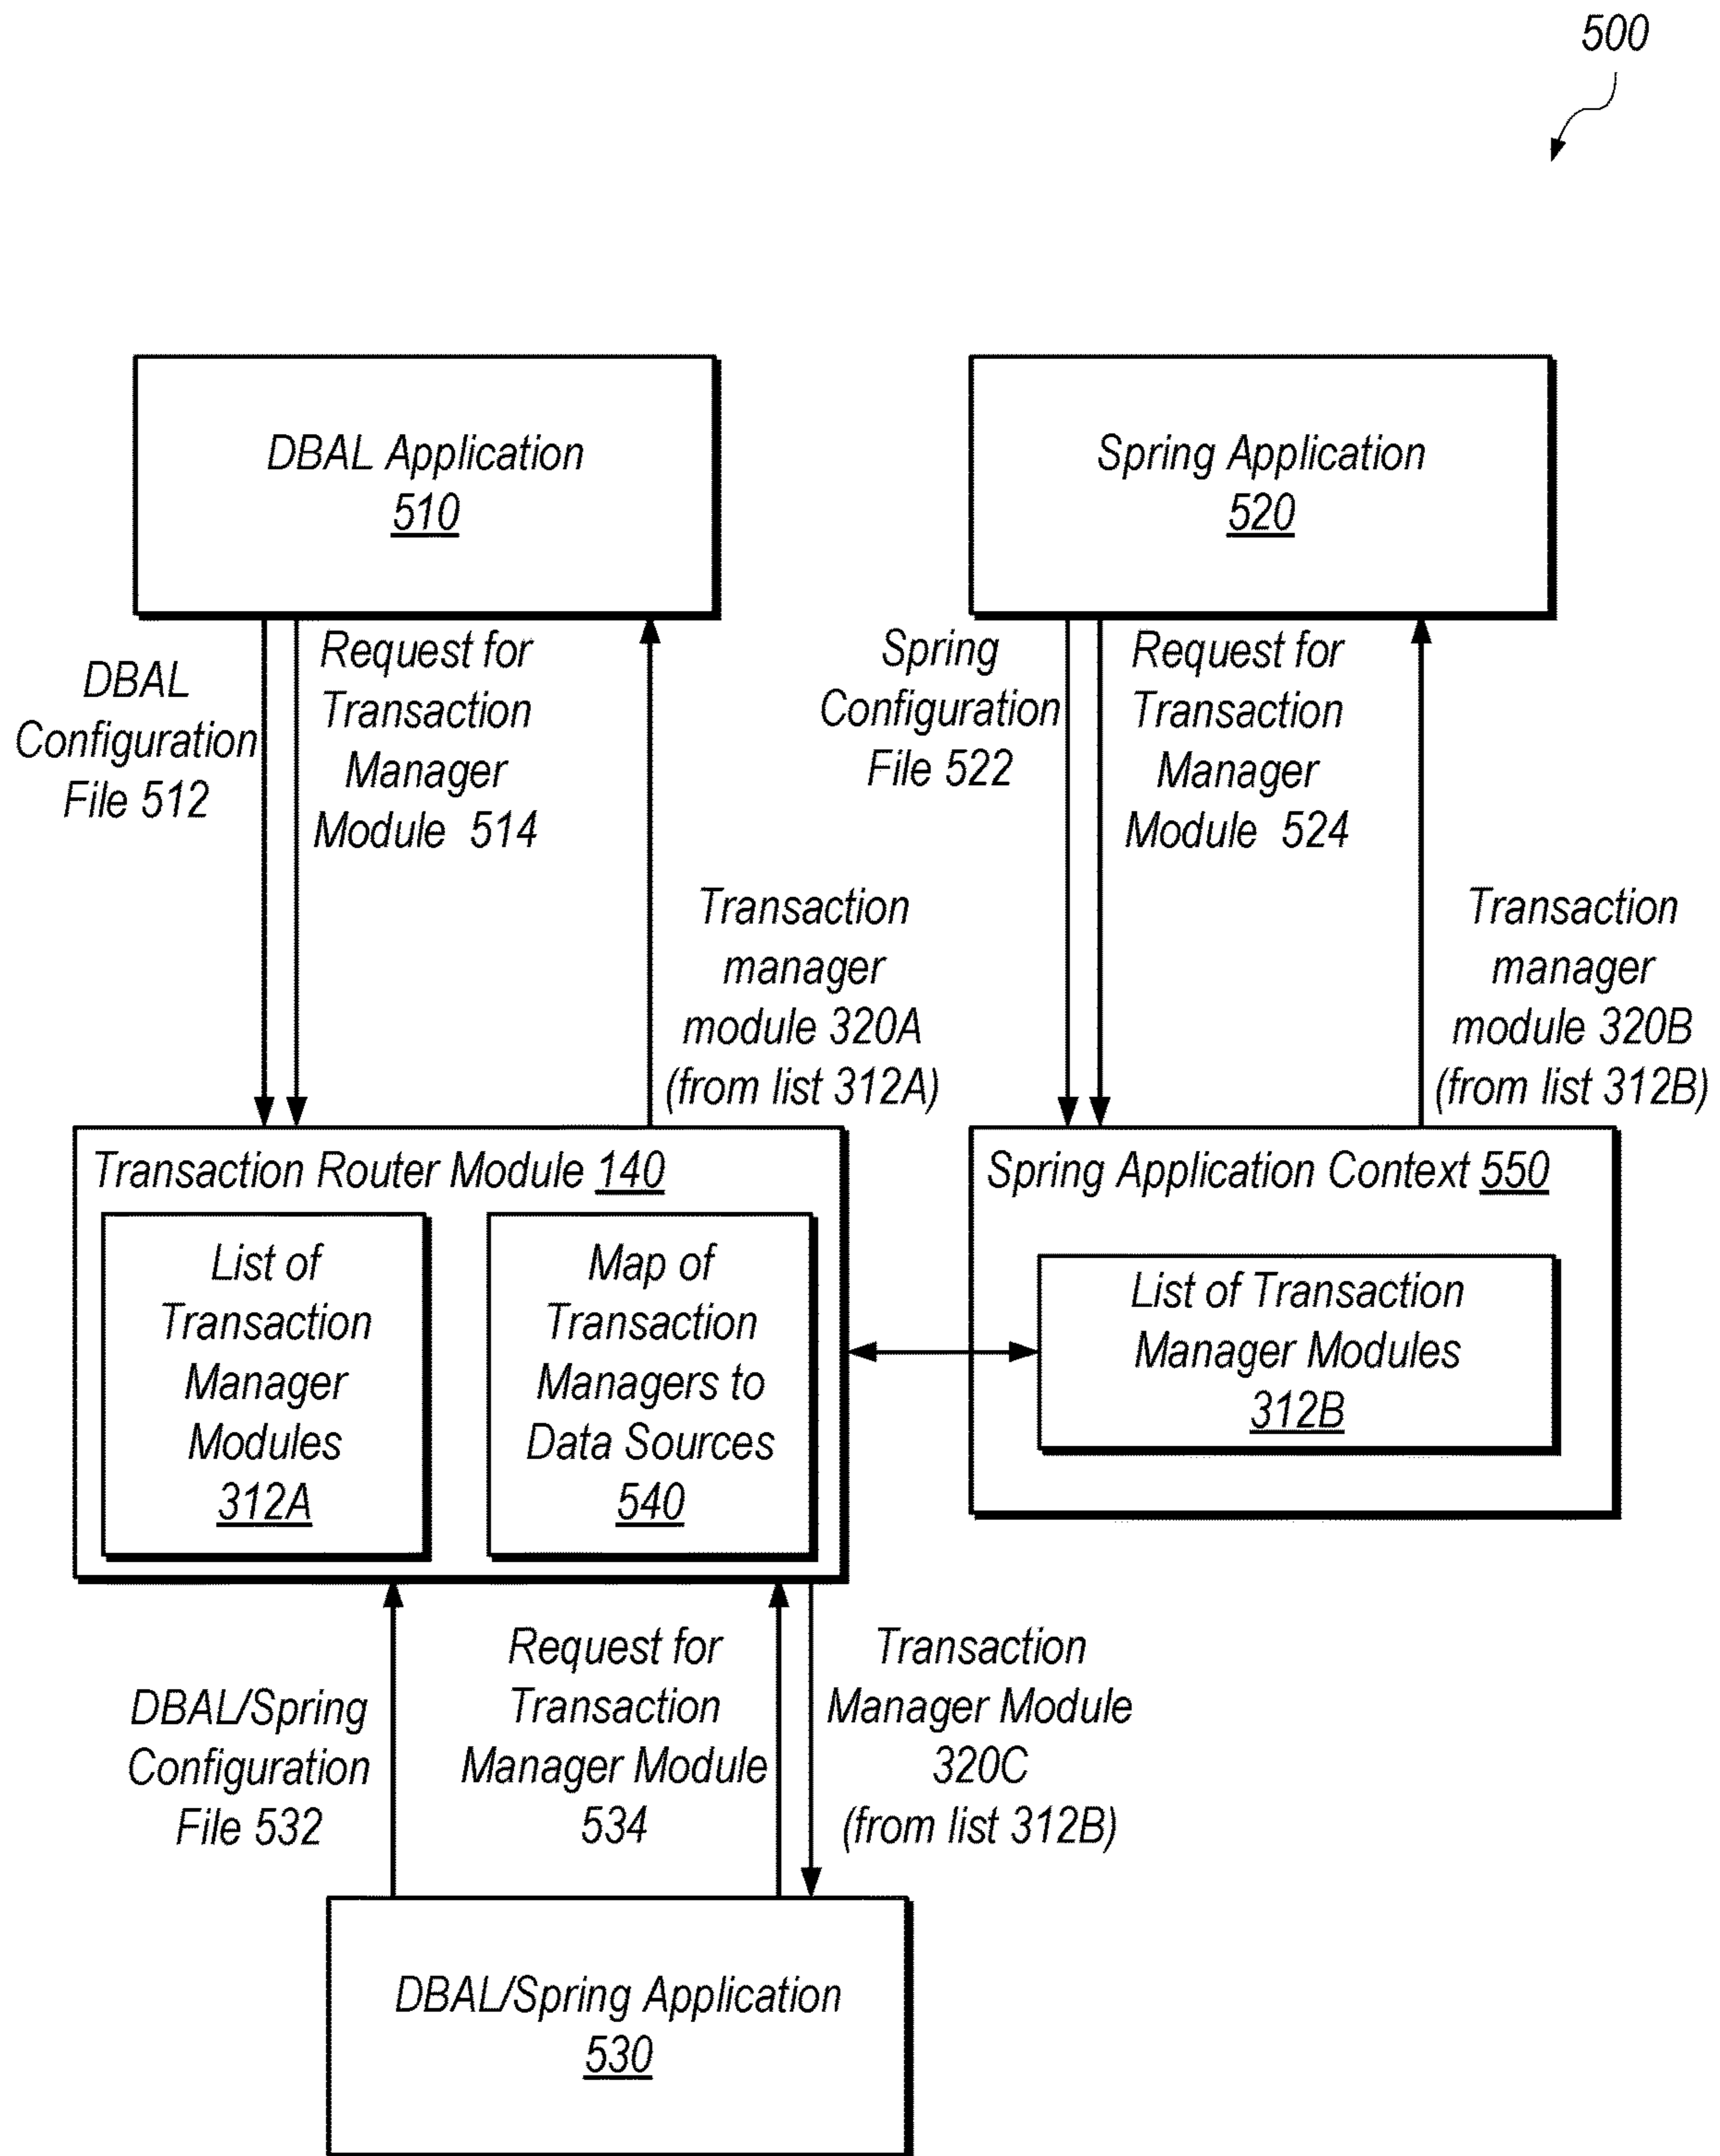 500
DBAL Application
510
Spring Application
520
DBAL
Configuration
File 512
Request for
Transaction
Manager
Module 514
Transaction
manager
module 320A
(from list 312A)
Spring
Configuration
File 522
Request for
Transaction
Manager
Module 524
Transaction
manager
module 320B
(from list 312B)
Transaction Router Module 140
List of
Transaction
Manager
Modules
312A
Map of
Transaction
Managers to
Data Sources
540
Spring Application Context 550
List of Transaction
Manager Modules
312B
DBAL/Spring
Configuration
File 532
Request for
Transaction
Manager Module
534
Transaction
Manager Module
320C
(from list 312B)
DBAL/Spring Application
530